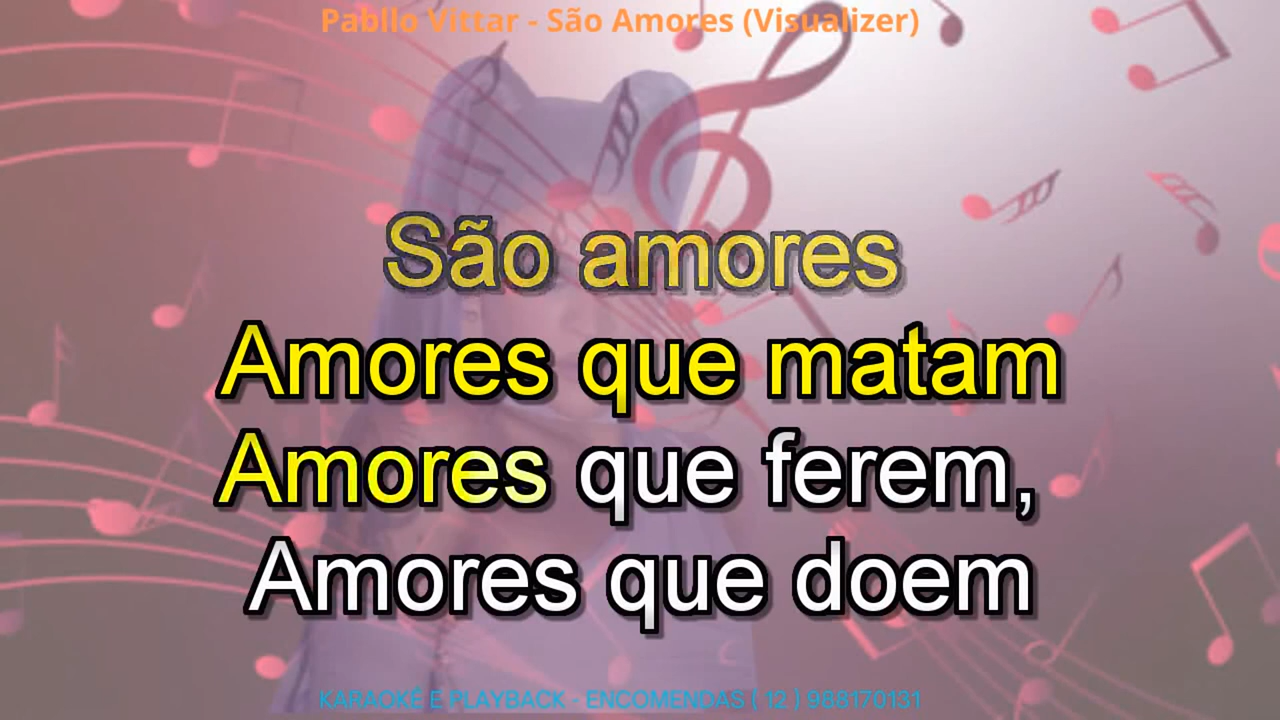 Pabllo Vittar - São Amores (Visualizer)
São amores
Amores que matam
Amores que ferem,
Amores que doem
KARAOKÉ E PLAYBACK - ENCOMENDAS ( 12 ) 988170131